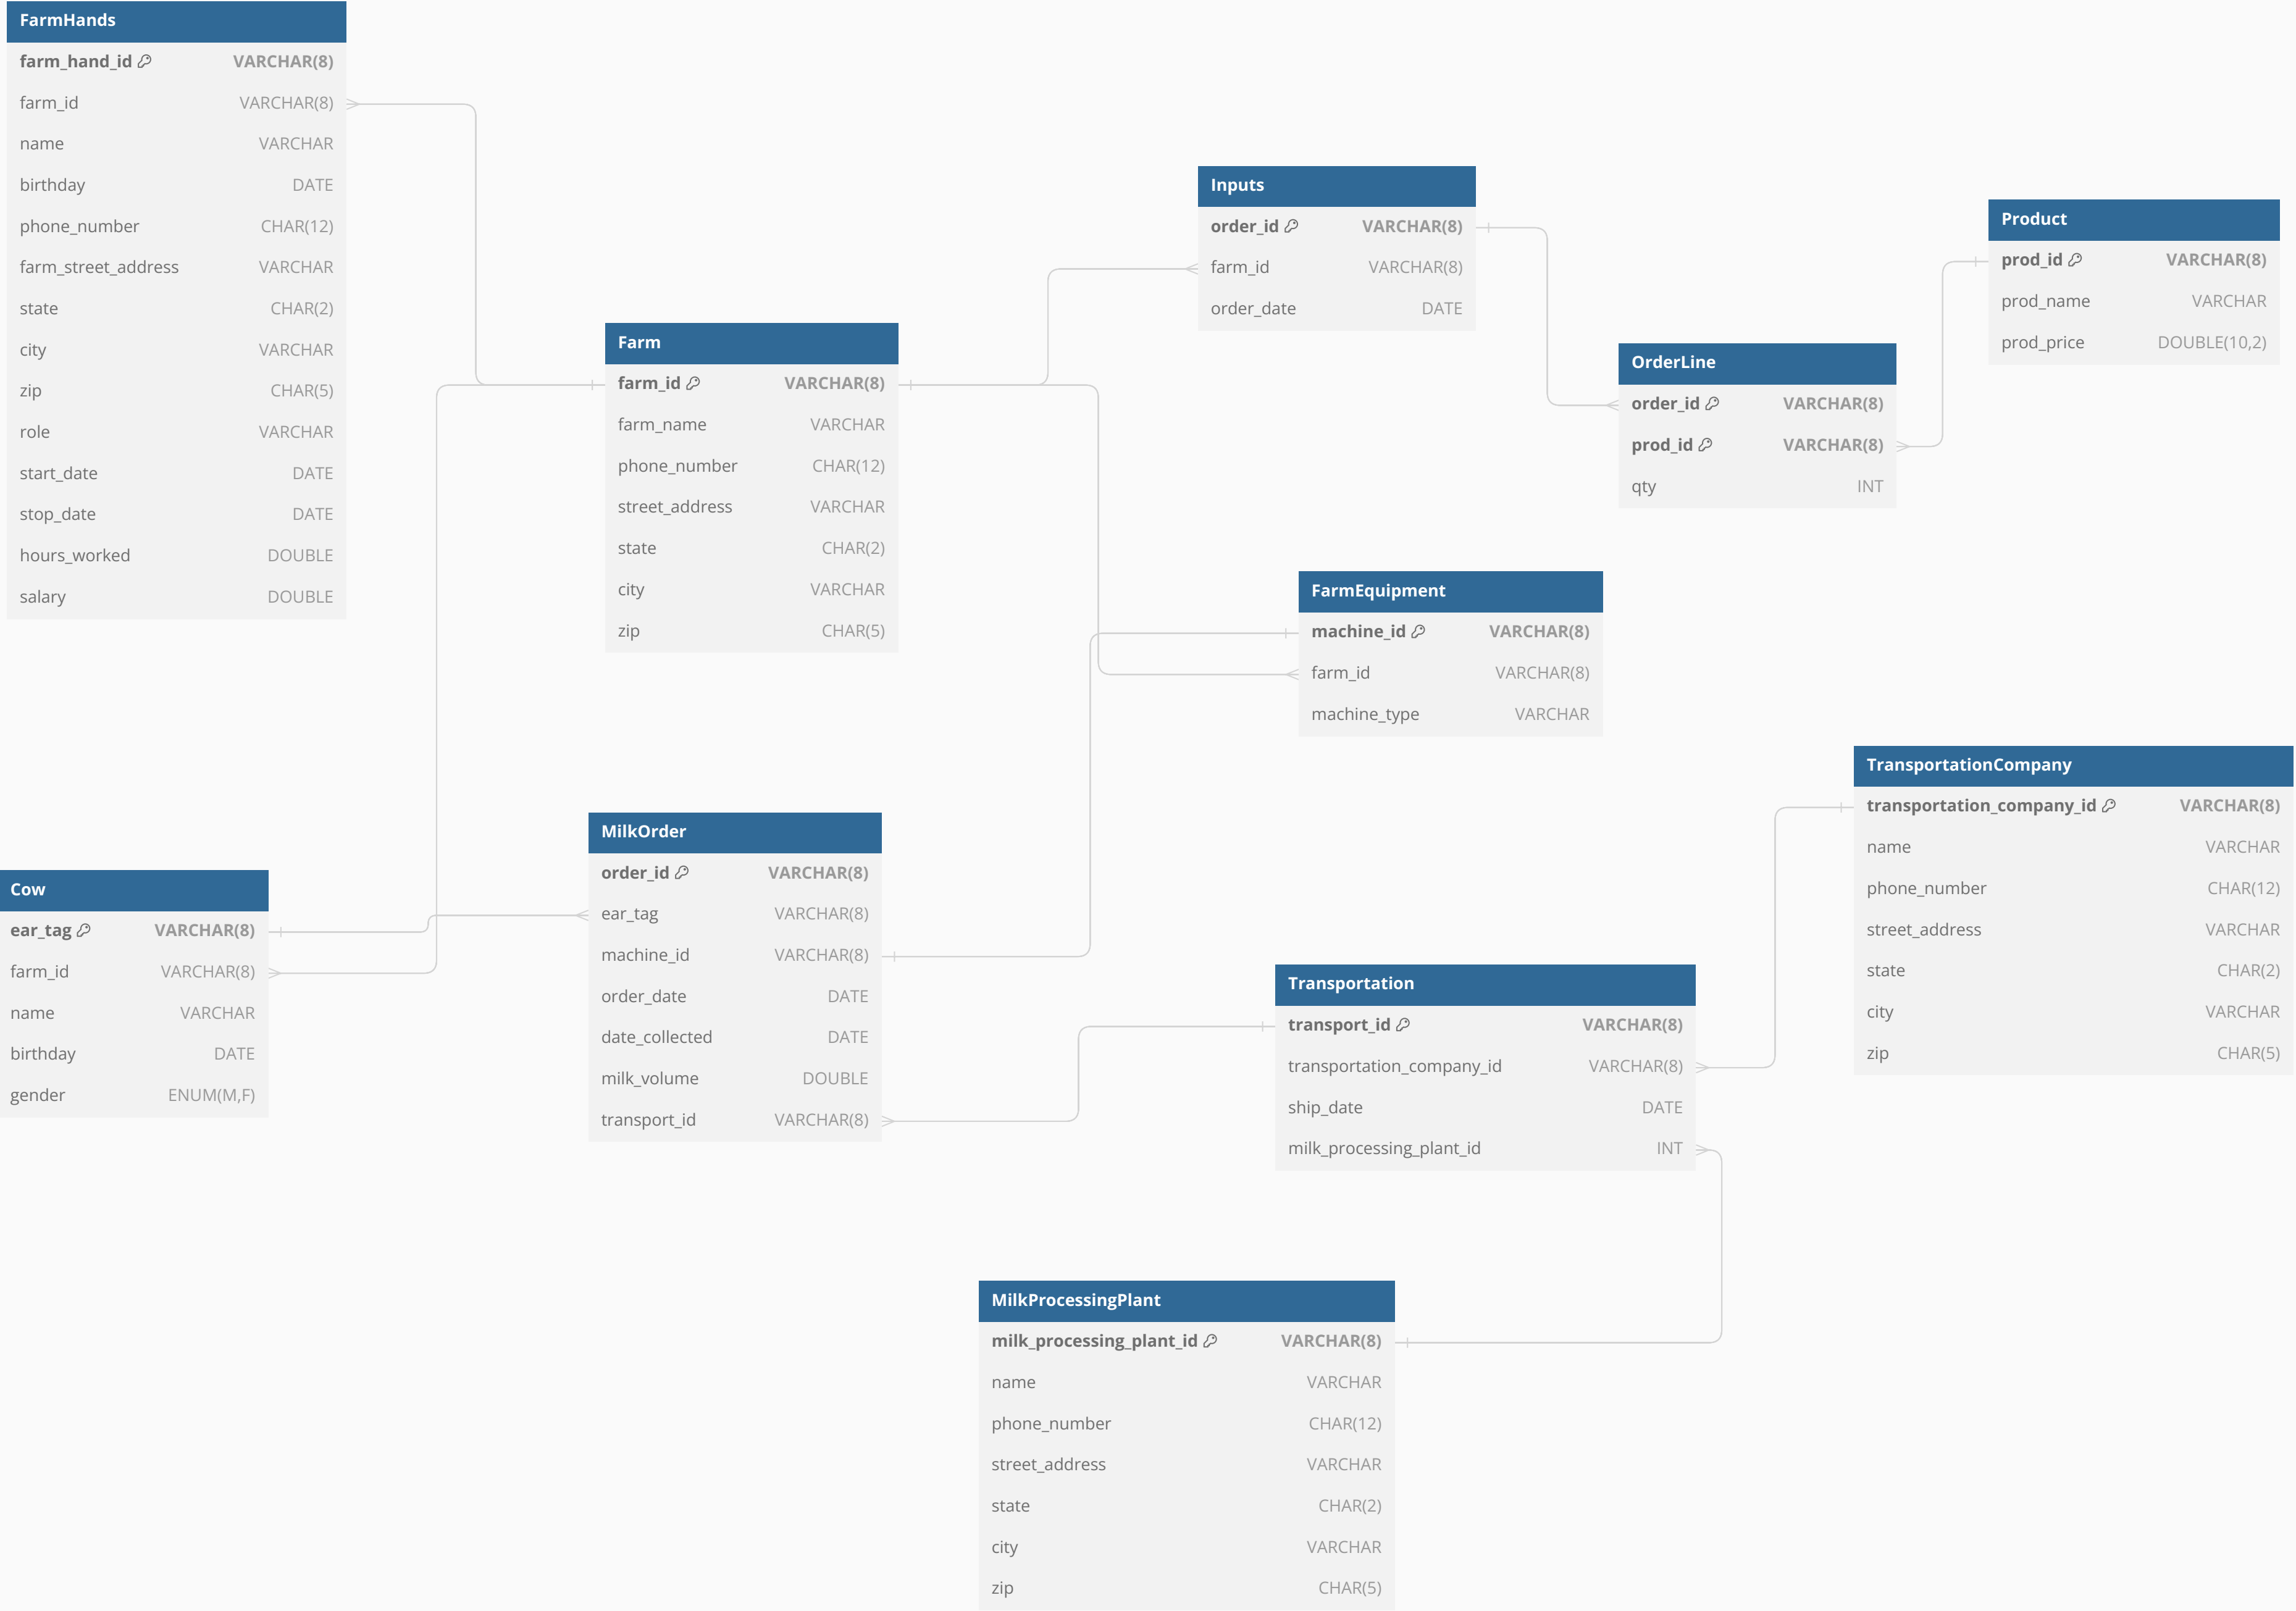 FarmHands
farm_hand_id VARCHAR(8)
farm_id VARCHAR(8)
name VARCHAR
birthday DATE
phone_number CHAR(12)
farm_street_address VARCHAR
state CHAR(2)
city VARCHAR
zip CHAR(5)
role VARCHAR
start_date DATE
stop_date DATE
hours_worked DOUBLE
salary DOUBLE
Farm
farm_id VARCHAR(8)
farm_name VARCHAR
phone_number CHAR(12)
street_address VARCHAR
state CHAR(2)
city VARCHAR
zip CHAR(5)
Inputs
order_id VARCHAR(8)
farm_id VARCHAR(8)
order_date DATE
Product
prod_id VARCHAR(8)
prod_name VARCHAR
prod_price DOUBLE(10,2)
OrderLine
order_id VARCHAR(8)
prod_id VARCHAR(8)
qty INT
FarmEquipment
machine_id VARCHAR(8)
farm_id VARCHAR(8)
machine_type VARCHAR
TransportationCompany
transportation_company_id VARCHAR(8)
name VARCHAR
phone_number CHAR(12)
street_address VARCHAR
state CHAR(2)
city VARCHAR
zip CHAR(5)
MilkOrder
order_id VARCHAR(8)
ear_tag VARCHAR(8)
machine_id VARCHAR(8)
order_date DATE
date_collected DATE
milk_volume DOUBLE
transport_id VARCHAR(8)
Cow
ear_tag VARCHAR(8)
farm_id VARCHAR(8)
name VARCHAR
birthday DATE
gender ENUM(M,F)
Transportation
transport_id VARCHAR(8)
transportation_company_id VARCHAR(8)
ship_date DATE
milk_processing_plant_id INT
MilkProcessingPlant
milk_processing_plant_id VARCHAR(8)
name VARCHAR
phone_number CHAR(12)
street_address VARCHAR
state CHAR(2)
city VARCHAR
zip CHAR(5)